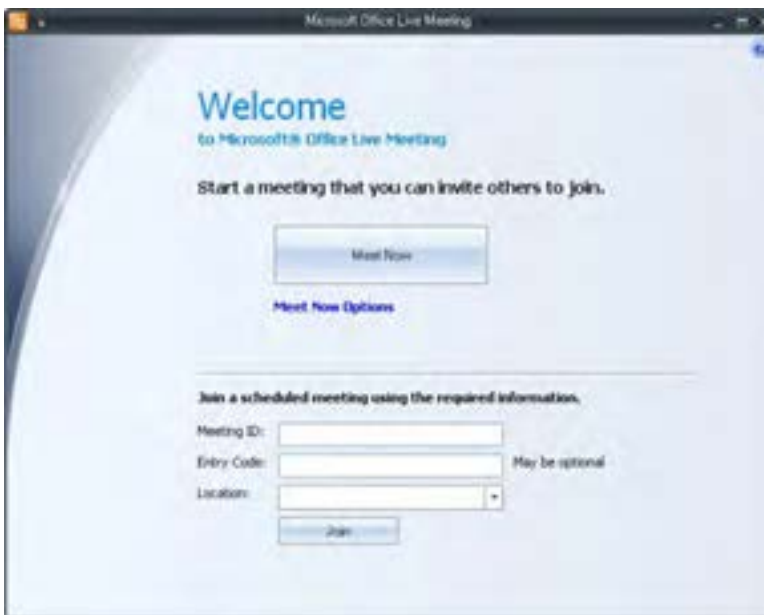 Microsoft Office Live Meeting
Welcome
to Microsoft® Office Live Meeting
Start a meeting that you can invite others to join.
Meet Now
Meet Now Options
Join a scheduled meeting using the required information.
Meeting ID:
Entry Code:
May be optional
Location:
Join